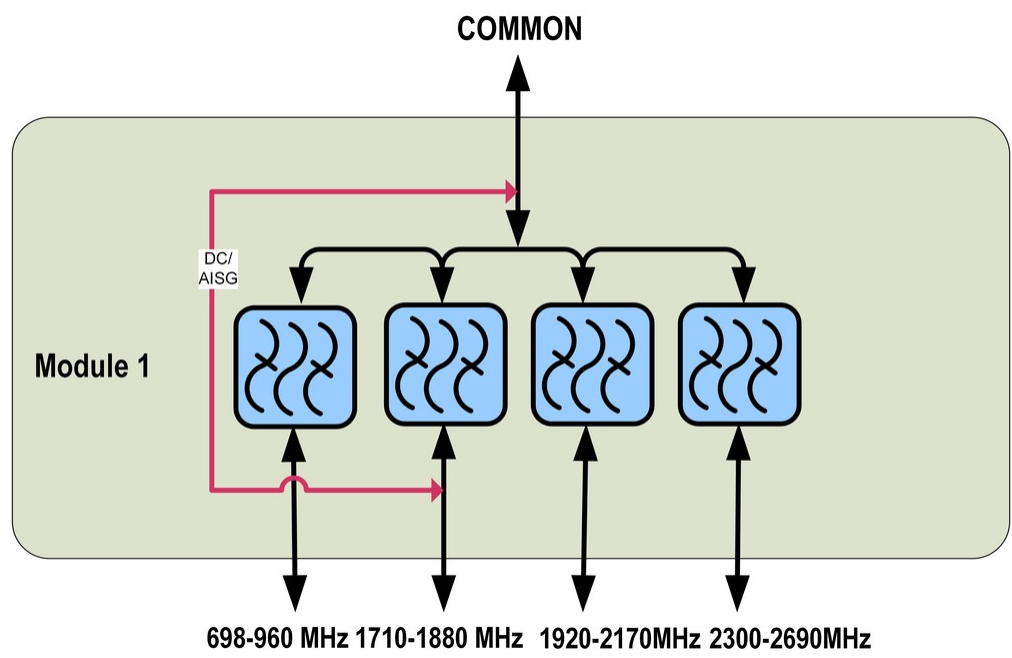 COMMON
DC/
AISG
Module 1
698-960 MHz 1710-1880 MHz 1920-2170MHz 2300-2690MHz